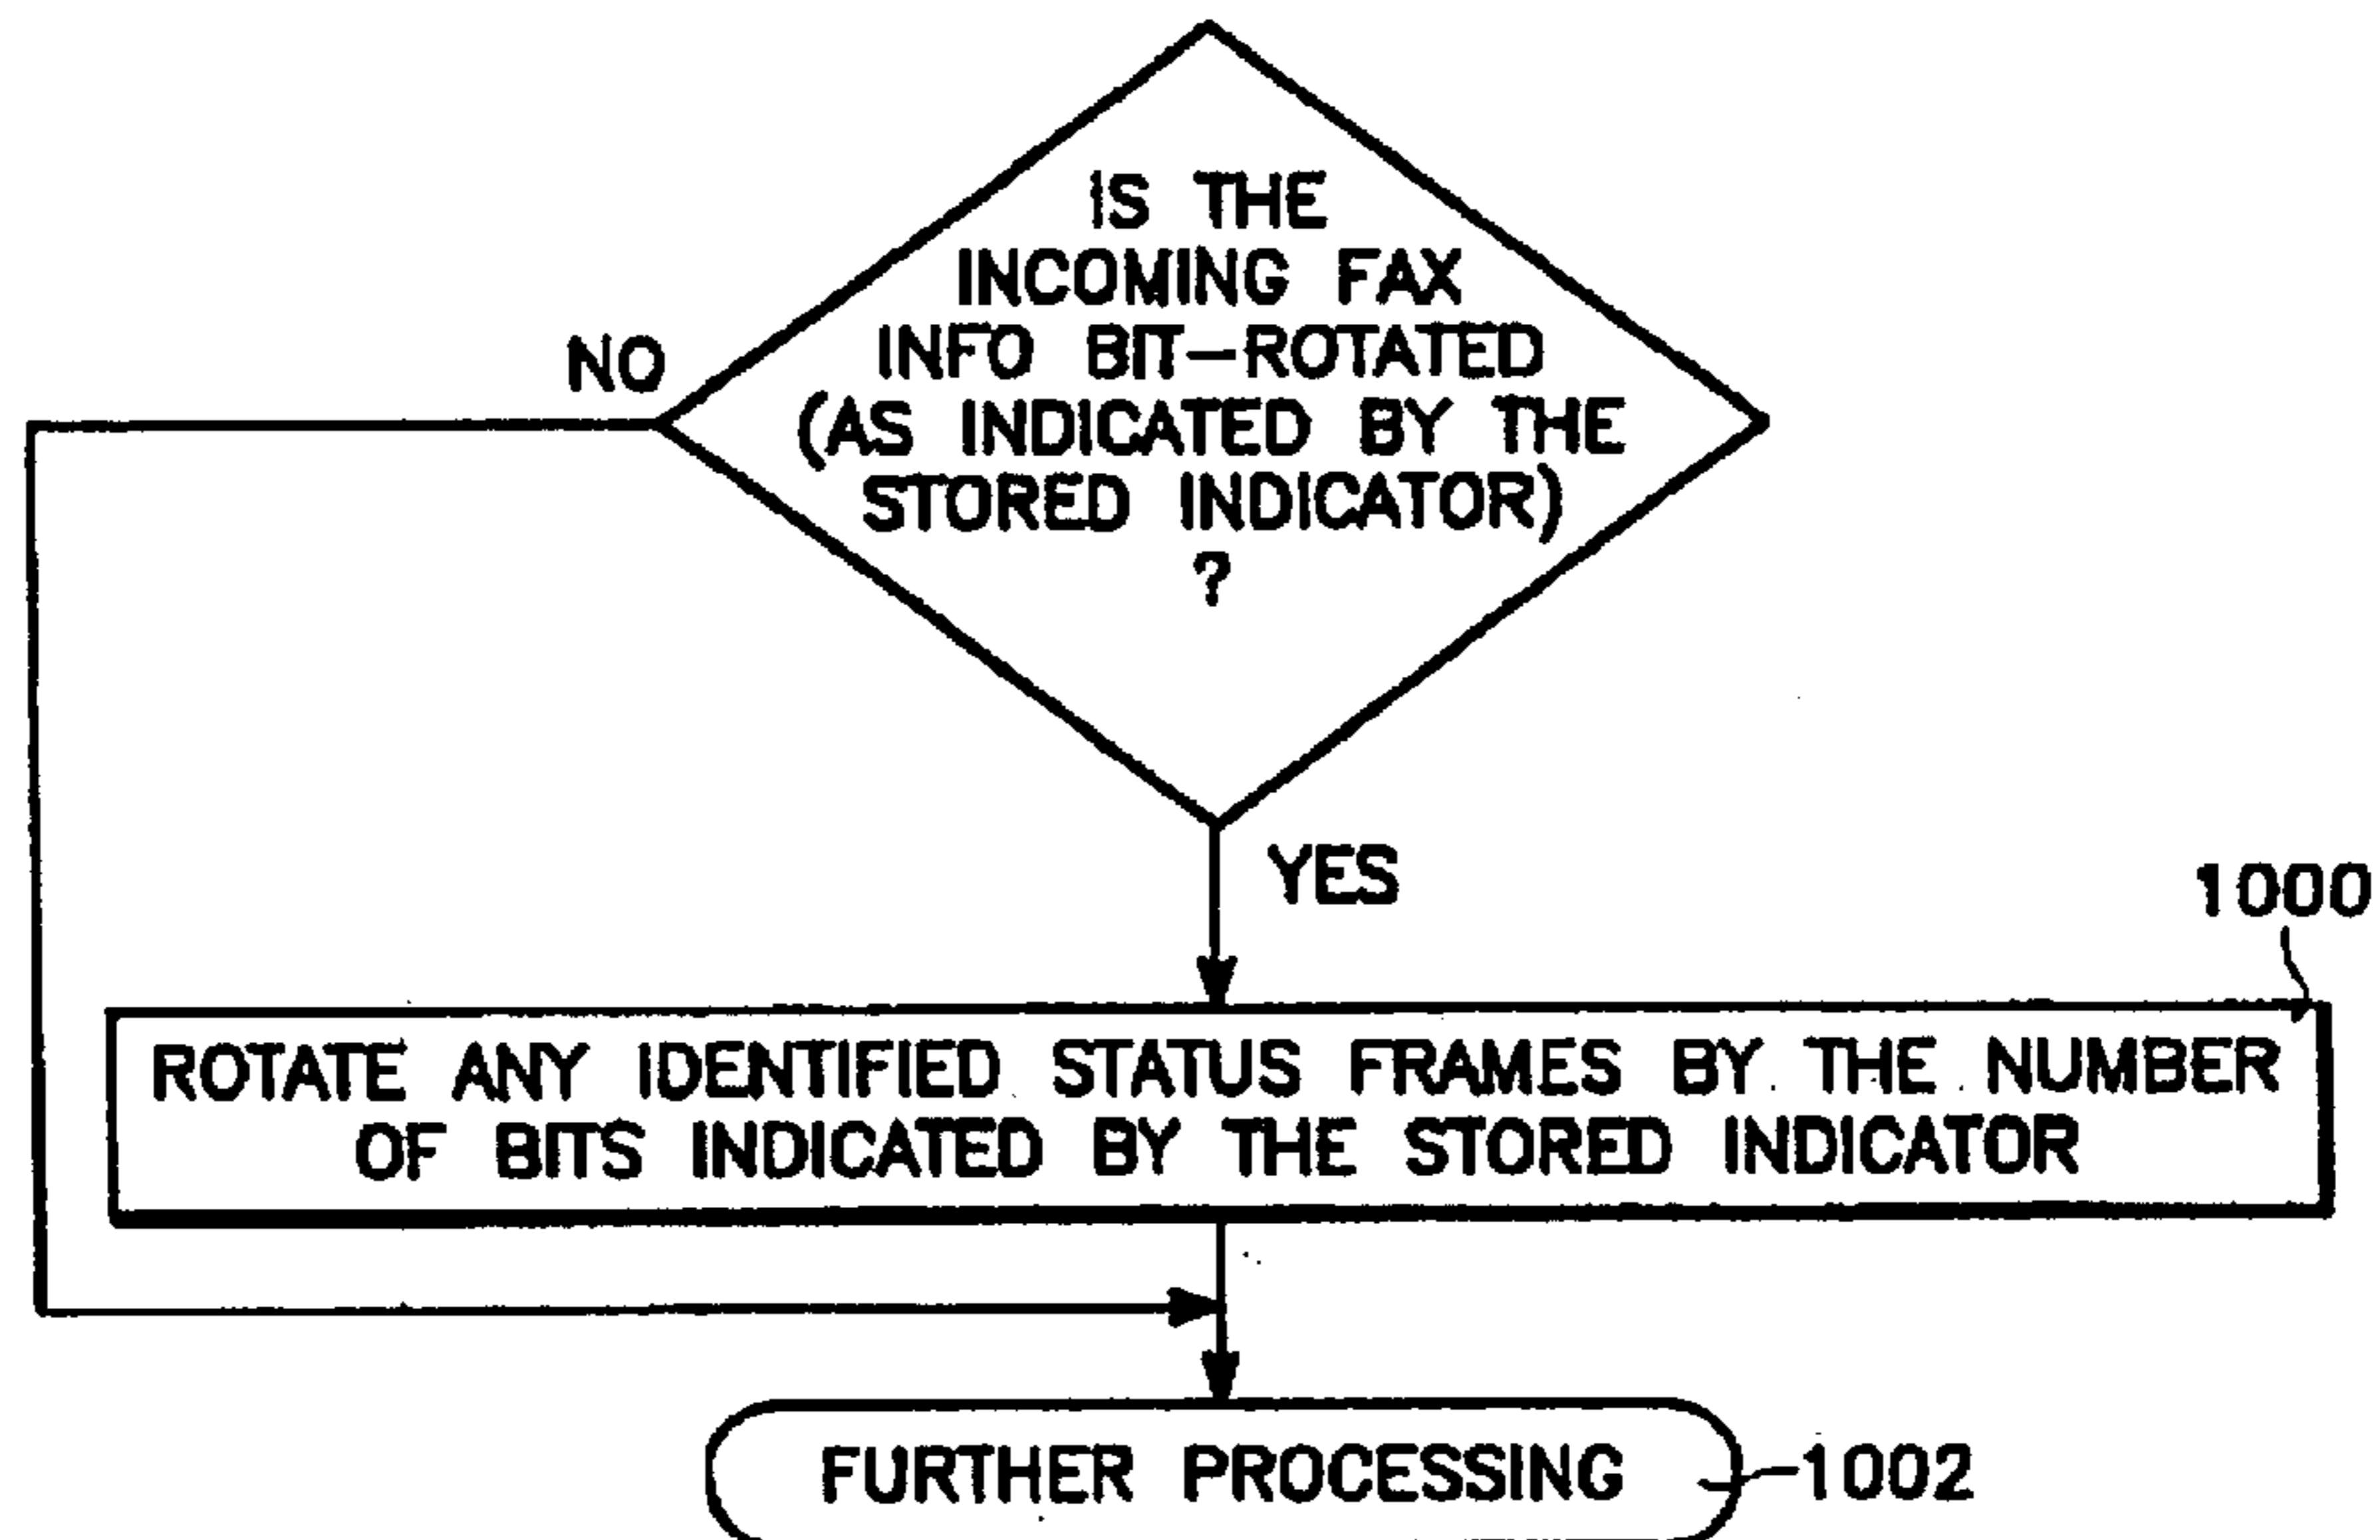 IS THE
INCOMING FAX
INFO BIT-ROTATED
(AS INDICATED BY THE
STORED INDICATOR)
?
NO
YES
1000
ROTATE ANY IDENTIFIED STATUS FRAMES BY THE NUMBER
OF BITS INDICATED BY THE STORED INDICATOR
FURTHER PROCESSING
1002